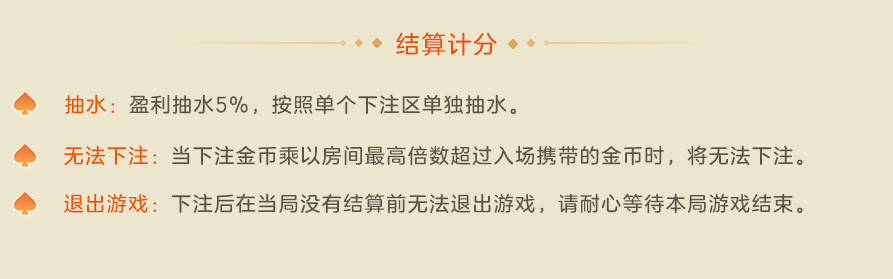 结算计分
抽水：盈利抽水5%，按照单个下注区单独抽水。
无法下注：当下注金币乘以房间最高倍数超过入场携带的金币时，将无法下注。
退出游戏：下注后在当局没有结算前无法退出游戏，请耐心等待本局游戏结束。